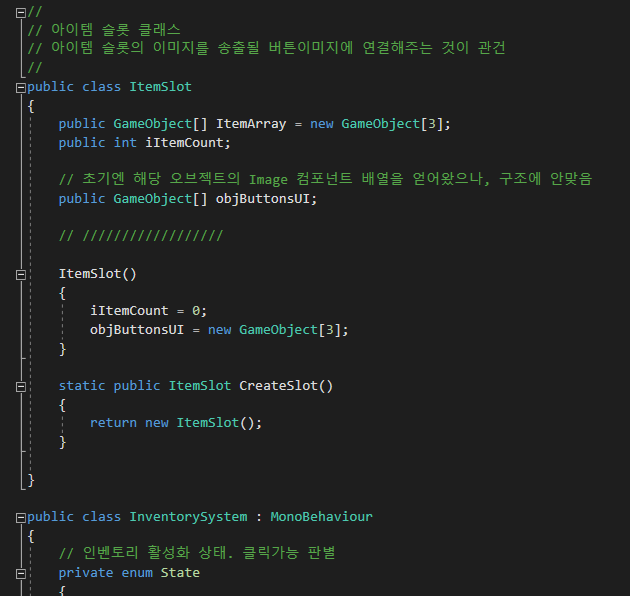 //
// 아이템 슬롯 클래스
// 아이템 슬롯의 이미지를 송출될 버튼이미지에 연결해주는 것이 관건
//
public class ItemSlot
{
public GameObject[] ItemArray = new GameObject[3];
public int iItemCount;
// 초기엔 해당 오브젝트의 Image 컴포넌트 배열을 얻어왔으나, 구조에 안맞음
public GameObject[] objButtonsUI;
// //////////////////
ItemSlot()
{
iItemCount = 0;
objButtonsUI = new GameObject[3];
}
static public ItemSlot CreateSlot()
{
return new ItemSlot();
}
}
public class InventorySystem : MonoBehaviour
{
// 인벤토리 활성화 상태. 클릭가능 판별
private enum State
{